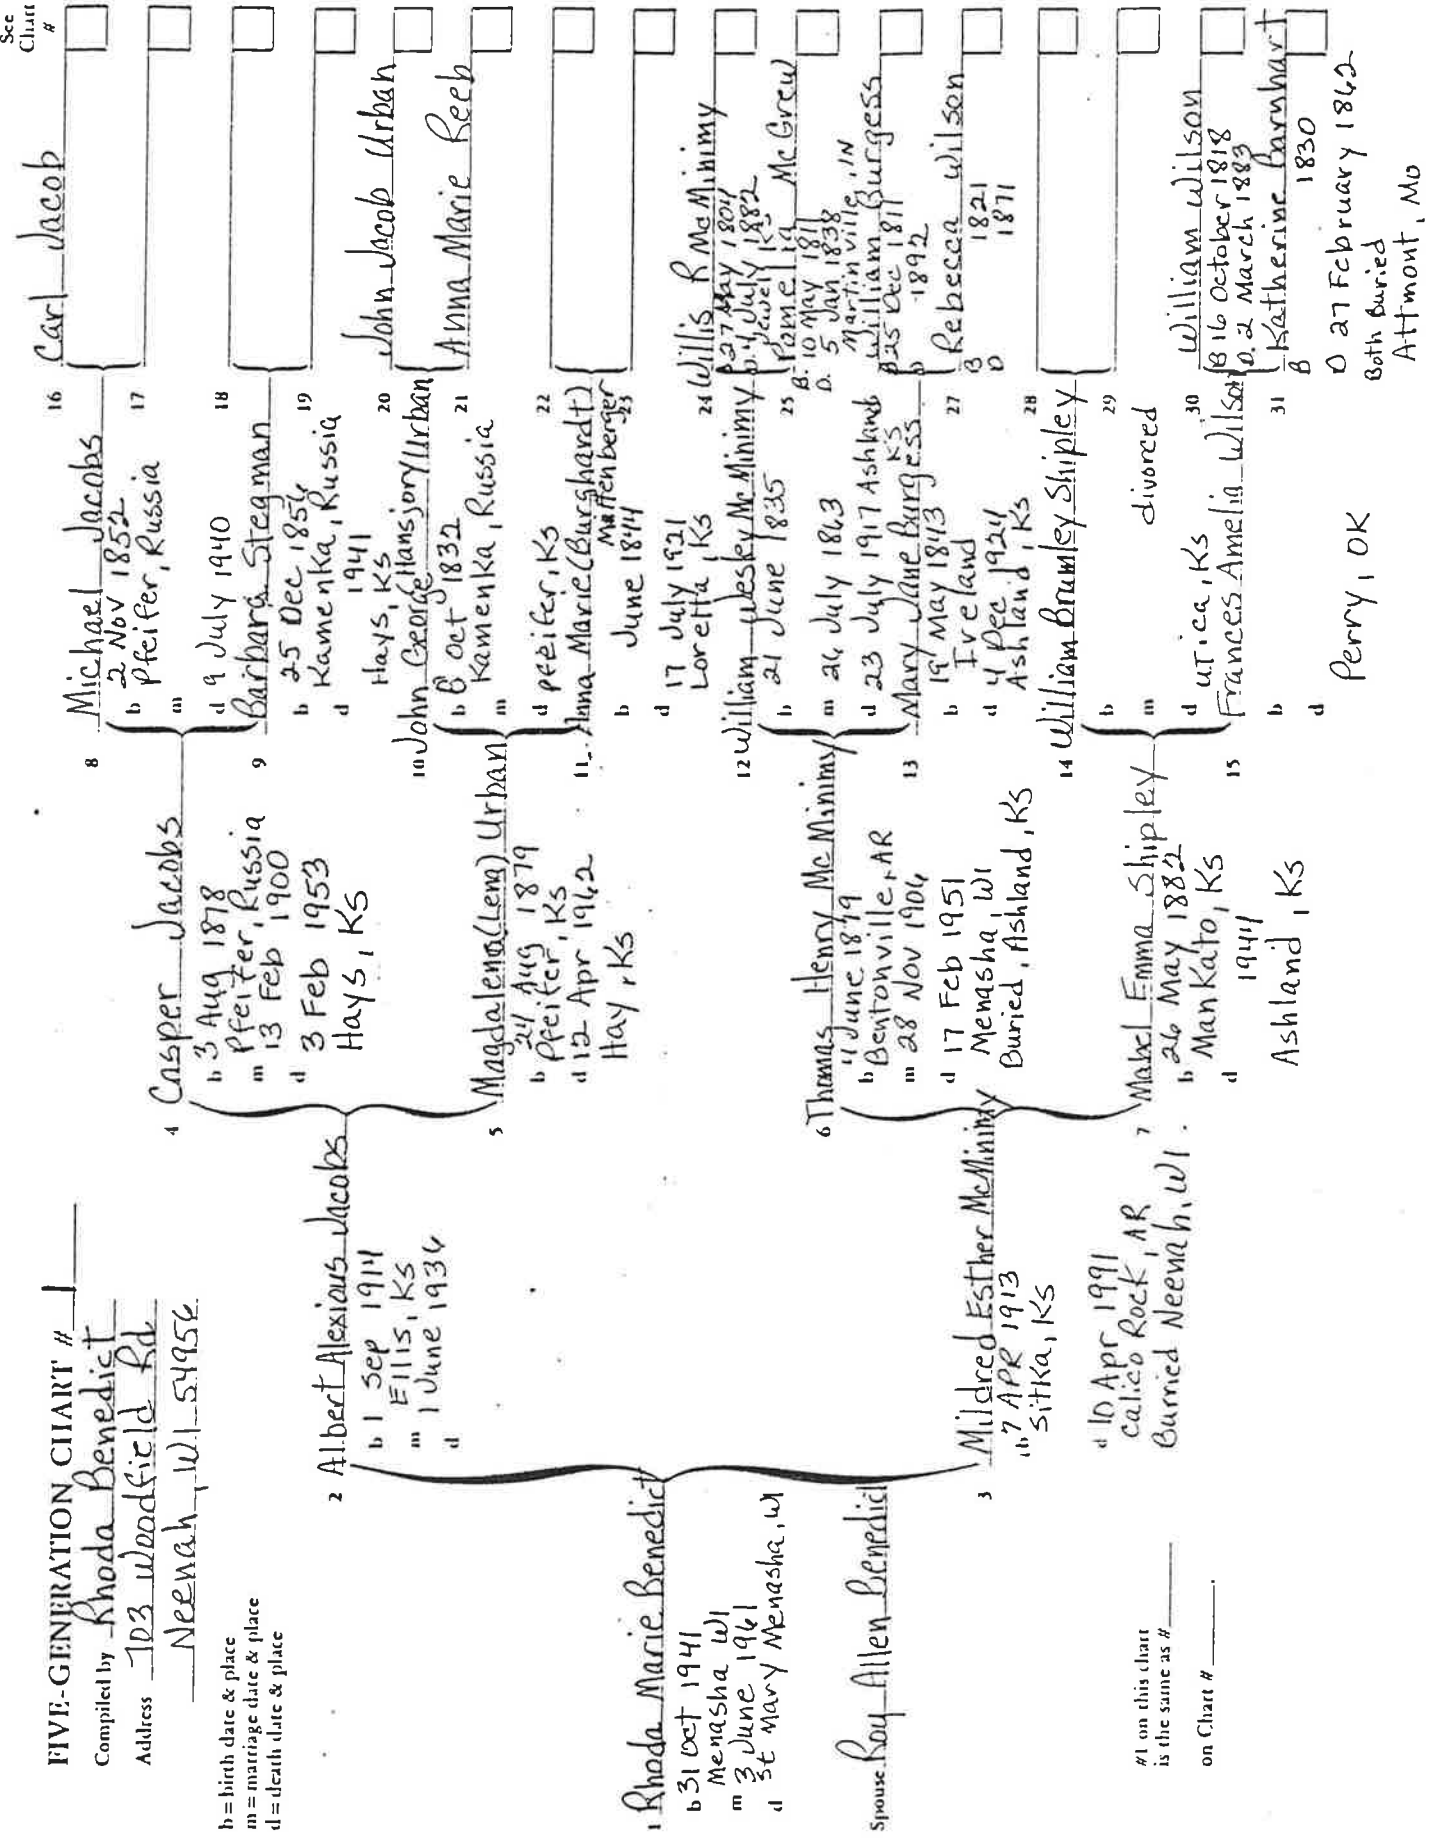 FIVE-GENERATION CHART # 1
Compiled by Rhoda Benedict
Address 703 Woodfield Rd
Neenah, WI 54956
b = birth date & place
m = marriage date & place
d = death date & place
1 Rhoda Marie Benedict
b 31 Oct 1941
Menasha WI
m 3 June 1961
d St Mary Menasha, WI
Spouse Roy Allen Benedict
#1 on this chart
is the same as #
on Chart #
2 Albert Alexious Jacobs
b 1 Sep 1914
Ellis, KS
m 1 June 1936
d
3 Mildred Esther McMinimy
b 7 APR 1913
Sitka, KS
d 10 Apr 1991
Calico Rock, AR
Burried Neenah, WI.
4 Casper Jacobs
b 3 Aug 1878
Pfeifer, Russia
m 13 Feb 1900
d
3 Feb 1953
Hays, KS
5 Magdalena (Lena) Urban
24 Aug 1879
b Pfeifer, KS
d 12 Apr 1962
Hay, KS
6 Thomas Henry McMinimy
4 June 1879
b Bentonville, AR
m 28 Nov 1906
d 17 Feb 1951
Menasha, WI
Buried, Ashland, KS
7 Mabel Emma Shipley
b 26 May 1882
Mankato, KS
d
1944
Ashland, KS
8 Michael Jacobs
b 2 Nov 1852
Pfeifer, Russia
m
d 9 July 1940
9 Barbara Stegman
25 Dec 1856
b Kamenka, Russia
d 1941
Hays, KS
10 John George Hansjory Urban
b 8 Oct 1832
Kamenka, Russia
m
d Pfeifer, KS
11 Anna Marie (Burghardt)
Maffenberger
b June 1844
d 17 July 1921
Loretta, KS
12 William Wesley McMinimy
b 21 June 1835
m 26 July 1863
d 23 July 1917 Ashland
KS
13 Mary Jane Burgess
19 May 1843
b Ireland
d 4 Dec 1924
Ashland, KS
14 William Brumley Shipley
b
m divorced
d Utica, KS
15 Frances Amelia Wilson
b
d
Perry, OK
See
Chart
#
16 Carl Jacob
17
18
19
20 John Jacob Urban
21 Anna Marie Reeb
22
23
24 Willis R McMinimy
B 27 May 1804
D. 4 July 1882
Jewell KS
25 Pamelia McGrew
B. 10 May 1811
D. 5 Jan 1838
Martinville, IN
William Burgess
B 25 Dec 1811
D 1892
27 Rebecca Wilson
B 1821
D 1871
28
29
30 William Wilson
B 16 October 1818
D. 2 March 1883
31 Katherine Barnhart
B 1830
D 27 February 1862
Both Buried
Attmont, Mo